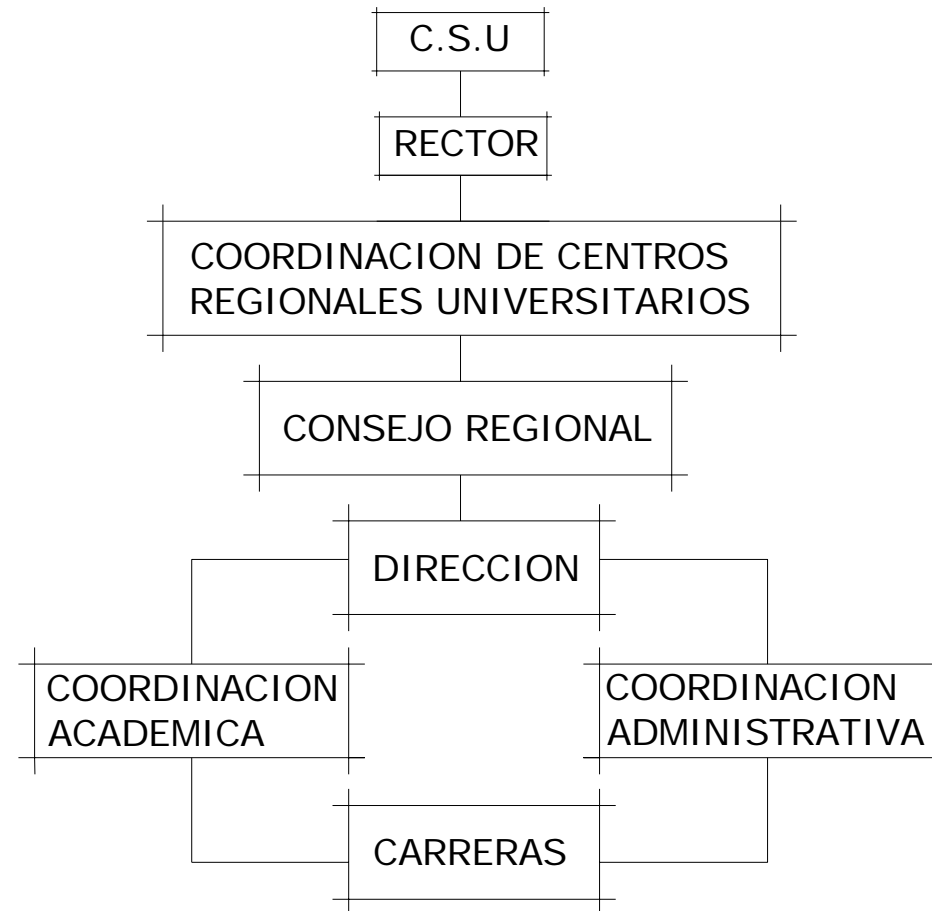 C.S.U
RECTOR
COORDINACION DE CENTROS
REGIONALES UNIVERSITARIOS
CONSEJO REGIONAL
DIRECCION
COORDINACION
ACADEMICA
COORDINACION
ADMINISTRATIVA
CARRERAS